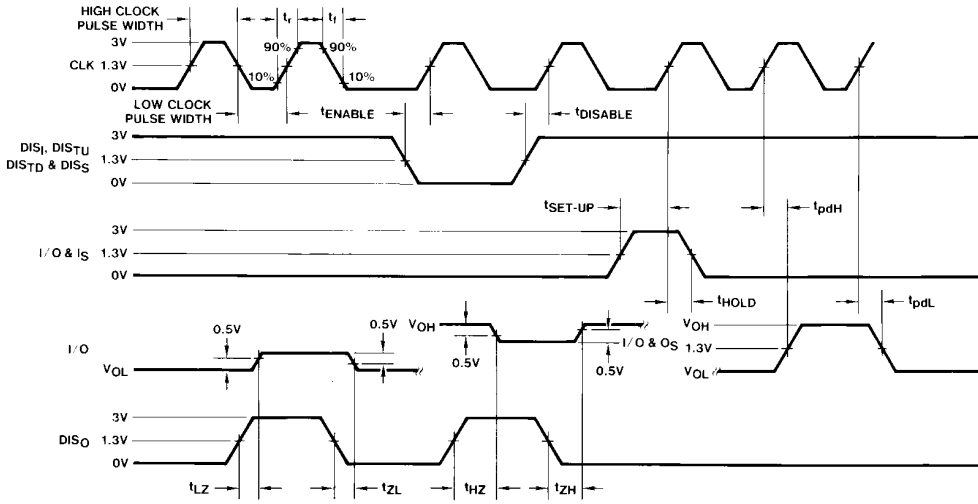 HIGH CLOCK
PULSE WIDTH
tr
tf
3V
90%
90%
CLK 1.3V
10%
10%
0V
LOW CLOCK
PULSE WIDTH
tENABLE
tDISABLE
3V
DISI, DISTU
DISTD & DISS
1.3V
0V
tSET-UP
tpdH
3V
I/O & IS 1.3V
0V
tHOLD
tpdL
0.5V
0.5V
VOH
0.5V
I/O & OS
0.5V
VOH
I/O
1.3V
VOL
VOL
3V
DISO 1.3V
0V
tLZ
tZL
tHZ
tZH